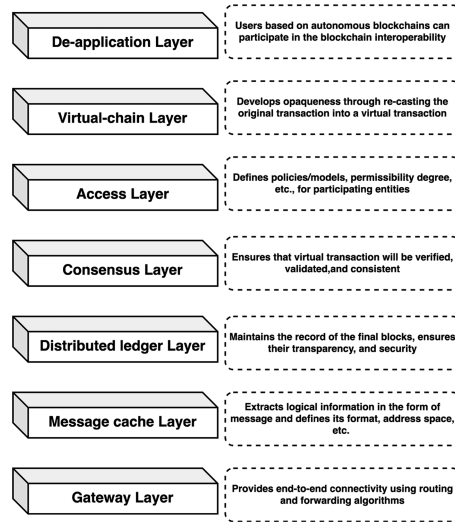 De-application Layer
Users based on autonomous blockchains can
participate in the blockchain interoperability
Virtual-chain Layer
Develops opaqueness through re-casting the
original transaction into a virtual transaction
Access Layer
Defines policies/models, permissibility degree,
etc., for participating entities
Consensus Layer
Ensures that virtual transaction will be verified,
validated,and consistent
Distributed ledger Layer
Maintains the record of the final blocks, ensures
their transparency, and security
Message cache Layer
Extracts logical information in the form of
message and defines its format, address space,
etc.
Gateway Layer
Provides end-to-end connectivity using routing
and forwarding algorithms